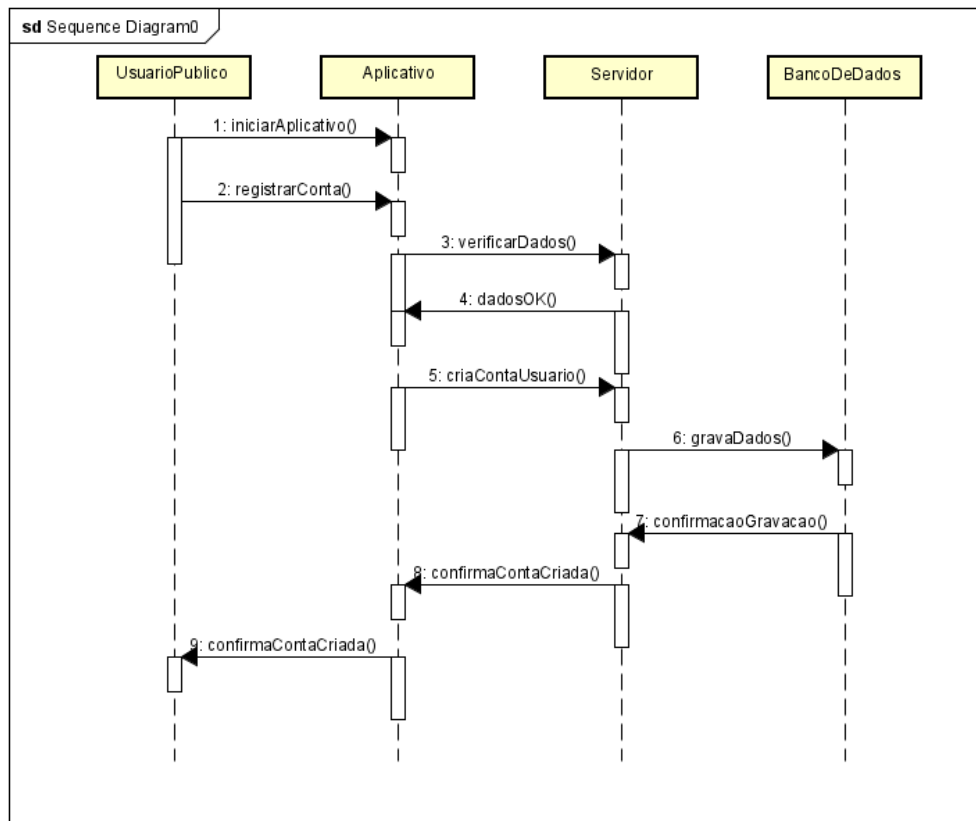 sd Sequence Diagram0
UsuarioPublico
Aplicativo
Servidor
BancoDeDados
1: iniciarAplicativo()
2: registrarConta()
3: verificarDados()
4: dadosOK()
5: criaContaUsuario()
6: gravaDados()
7: confirmacaoGravacao()
8: confirmaContaCriada()
9: confirmaContaCriada()